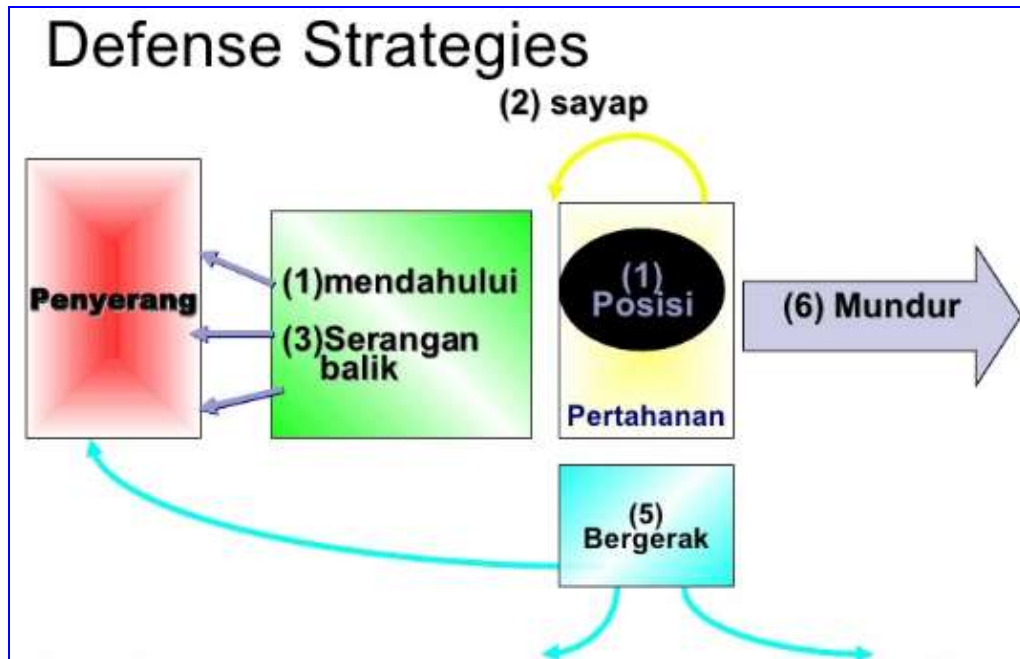 Defense Strategies
(2) sayap
Penyerang
(1)mendahului
(3)Serangan
balik
(1)
Posisi
Pertahanan
(6) Mundur
(5)
Bergerak